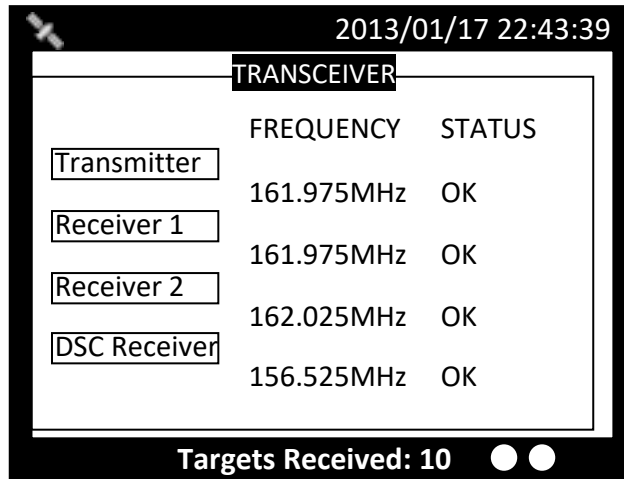 2013/01/17 22:43:39
TRANSCEIVER
FREQUENCY STATUS
Transmitter
161.975MHz OK
Receiver 1
161.975MHz OK
Receiver 2
162.025MHz OK
DSC Receiver
156.525MHz OK
Targets Received: 10